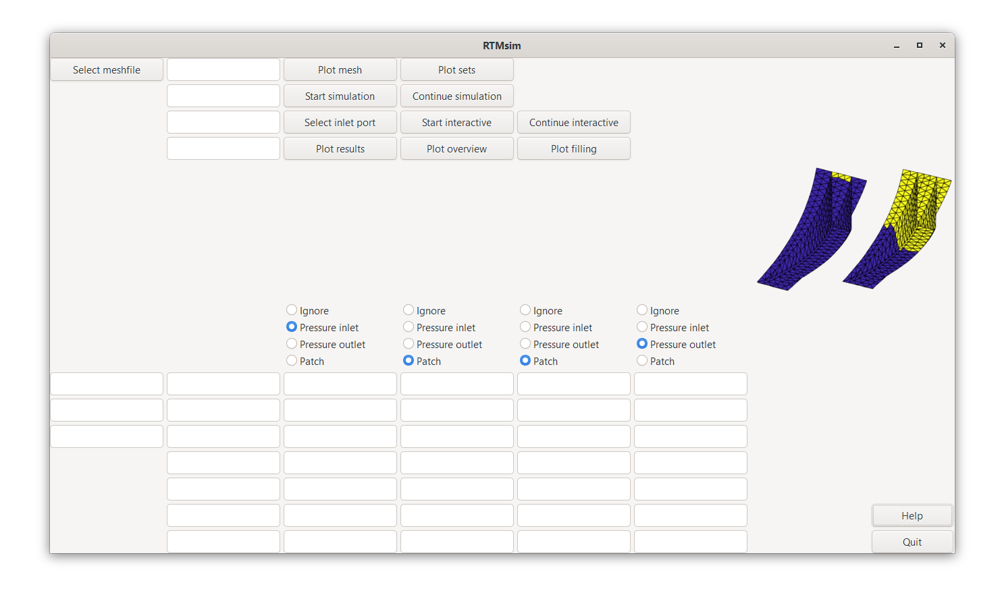 RTMsim
Select meshfile Plot mesh Plot sets
Start simulation Continue simulation
Select inlet port Start interactive Continue interactive
Plot results Plot overview Plot filling
Ignore Ignore Ignore Ignore
Pressure inlet Pressure inlet Pressure inlet Pressure inlet
Pressure outlet Pressure outlet Pressure outlet Pressure outlet
Patch Patch Patch Patch
Help
Quit